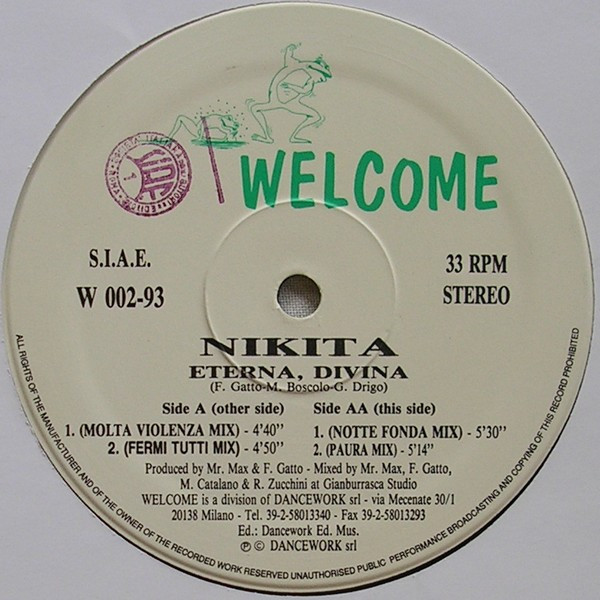 WELCOME
S.I.A.E.
W 002-93
33 RPM
STEREO
NIKITA
ETERNA, DIVINA
(F. Gatto-M. Boscolo-G. Drigo)
Side A (other side)
1. (MOLTA VIOLENZA MIX) - 4'40"
2. (FERMI TUTTI MIX) - 4'50"
Side AA (this side)
1. (NOTTE FONDA MIX) - 5'30"
2. (PAURA MIX) - 5'14"
Produced by Mr. Max & F. Gatto - Mixed by Mr. Max, F. Gatto,
M. Catalano & R. Zucchini at Gianburrasca Studio
WELCOME is a division of DANCEWORK srl - via Mecenate 30/1
20138 Milano - Tel. 39-2-58013340 - Fax 39-2-58013293
Ed.: Dancework Ed. Mus.
℗ © DANCEWORK srl
ALL RIGHTS OF THE MANUFACTURER AND OF THE OWNER OF THE RECORDED WORK RESERVED UNAUTHORISED PUBLIC PERFORMANCE BROADCASTING AND COPYING OF THIS RECORD PROHIBITED